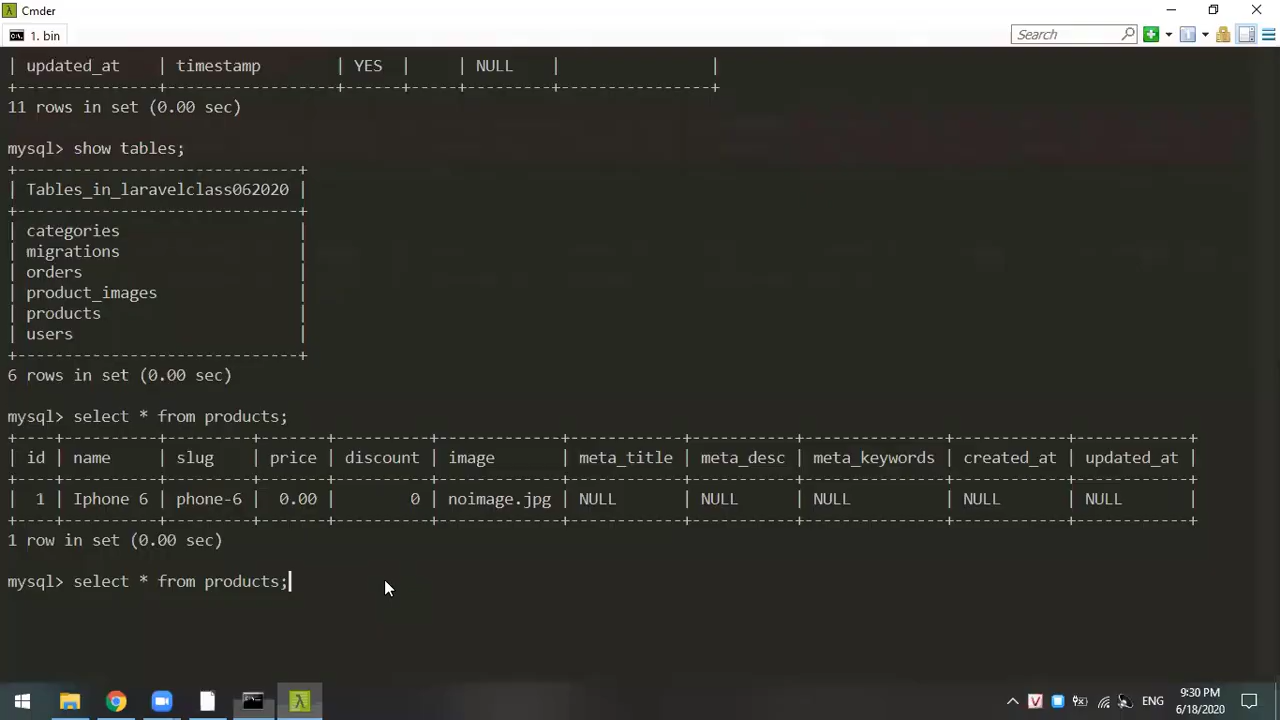 Cmder
1. bin
Search
| updated_at | timestamp | YES | | NULL | |
+----------------+------------------+------+-----+---------+----------------+
11 rows in set (0.00 sec)
mysql> show tables;
+------------------------------+
| Tables_in_laravelclass062020 |
+------------------------------+
| categories |
| migrations |
| orders |
| product_images |
| products |
| users |
+------------------------------+
6 rows in set (0.00 sec)
mysql> select * from products;
+----+----------+---------+-------+----------+-------------+------------+-----------+---------------+------------+------------+
| id | name | slug | price | discount | image | meta_title | meta_desc | meta_keywords | created_at | updated_at |
+----+----------+---------+-------+----------+-------------+------------+-----------+---------------+------------+------------+
| 1 | Iphone 6 | phone-6 | 0.00 | 0 | noimage.jpg | NULL | NULL | NULL | NULL | NULL |
+----+----------+---------+-------+----------+-------------+------------+-----------+---------------+------------+------------+
1 row in set (0.00 sec)
mysql> select * from products;
ENG
9:30 PM
6/18/2020